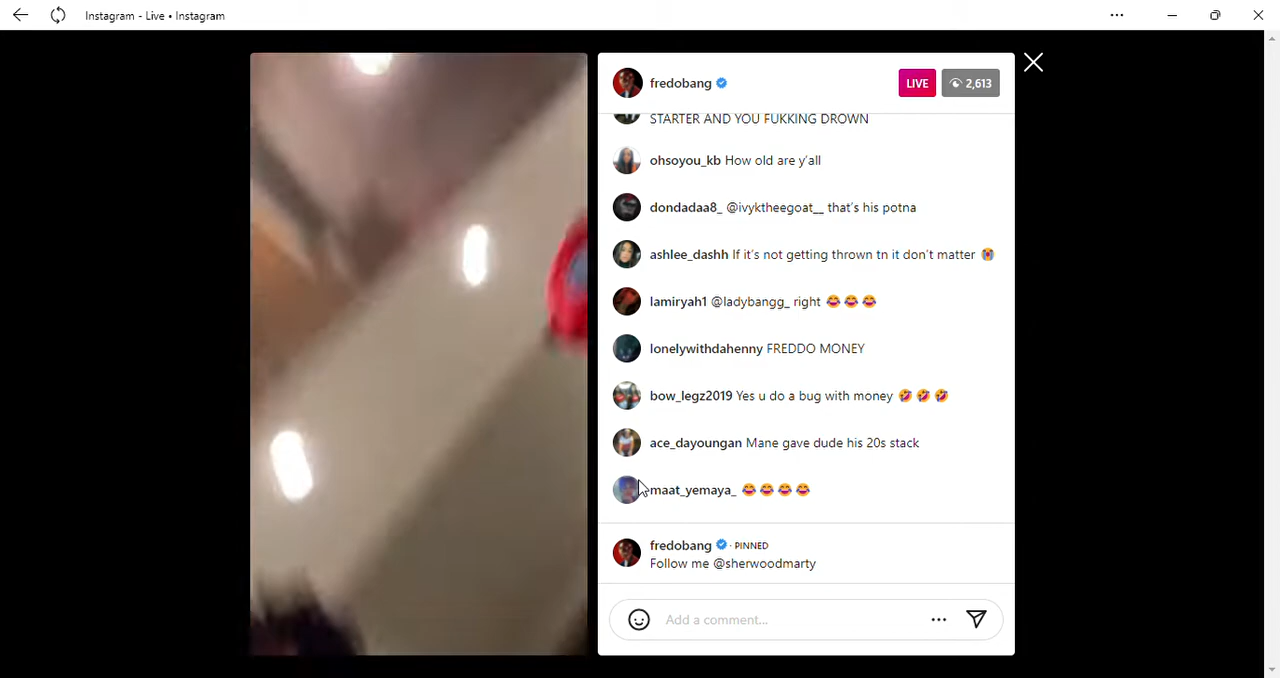 Instagram - Live • Instagram
fredobang
LIVE
2,613
STARTER AND YOU FUKKING DROWN
ohsoyou_kb How old are y'all
dondadaa8_ @ivyktheegoat__ that's his potna
ashlee_dashh If it's not getting thrown tn it don't matter 😭
lamiryah1 @ladybangg_ right 😂😂😂
lonelywithdahenny FREDDO MONEY
bow_legz2019 Yes u do a bug with money 🤣🤣🤣
ace_dayoungan Mane gave dude his 20s stack
maat_yemaya_ 😂😂😂😂
fredobang · PINNED
Follow me @sherwoodmarty
Add a comment...